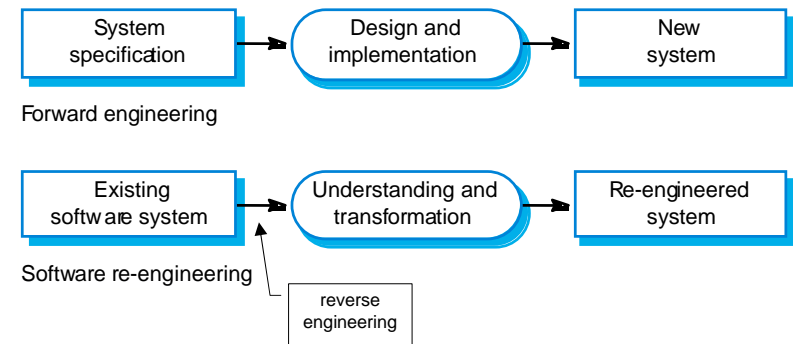 System
specification
Design and
implementation
New
system
Forward engineering
Existing
software system
Understanding and
transformation
Re-engineered
system
Software re-engineering
reverse
engineering